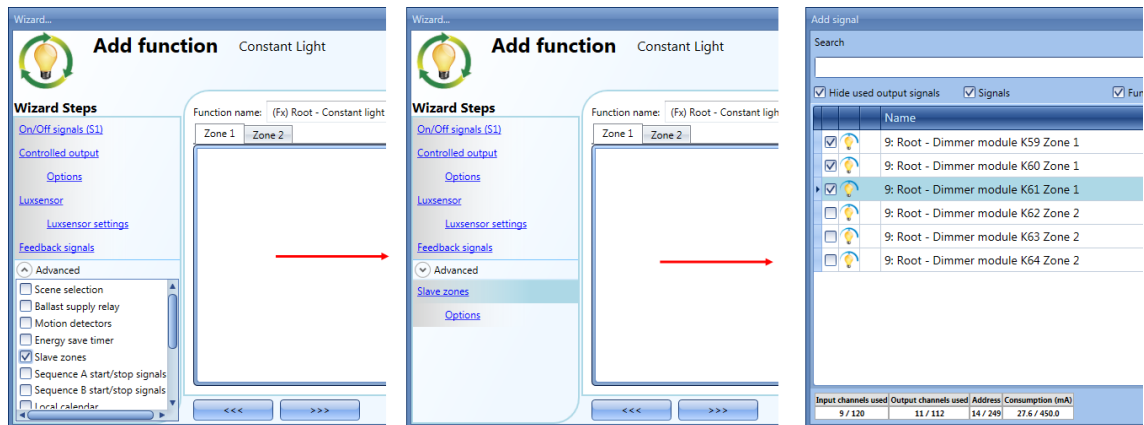 Wizard...
Add function Constant Light
Wizard Steps
On/Off signals (S1)
Controlled output
Options
Luxsensor
Luxsensor settings
Feedback signals
Advanced
Scene selection
Ballast supply relay
Motion detectors
Energy save timer
Slave zones
Sequence A start/stop signals
Sequence B start/stop signals
Local calendar
Function name: (Fx) Root - Constant light
Zone 1 Zone 2
<<< >>>
Wizard...
Add function Constant Light
Wizard Steps
On/Off signals (S1)
Controlled output
Options
Luxsensor
Luxsensor settings
Feedback signals
Advanced
Slave zones
Options
Function name: (Fx) Root - Constant ligh
Zone 1 Zone 2
<<< >>>
Add signal
Search
Hide used output signals Signals Fun
Name
9: Root - Dimmer module K59 Zone 1
9: Root - Dimmer module K60 Zone 1
9: Root - Dimmer module K61 Zone 1
9: Root - Dimmer module K62 Zone 2
9: Root - Dimmer module K63 Zone 2
9: Root - Dimmer module K64 Zone 2
Input channels used Output channels used Address Consumption (mA)
9 / 120 11 / 112 14 / 249 27.6 / 450.0